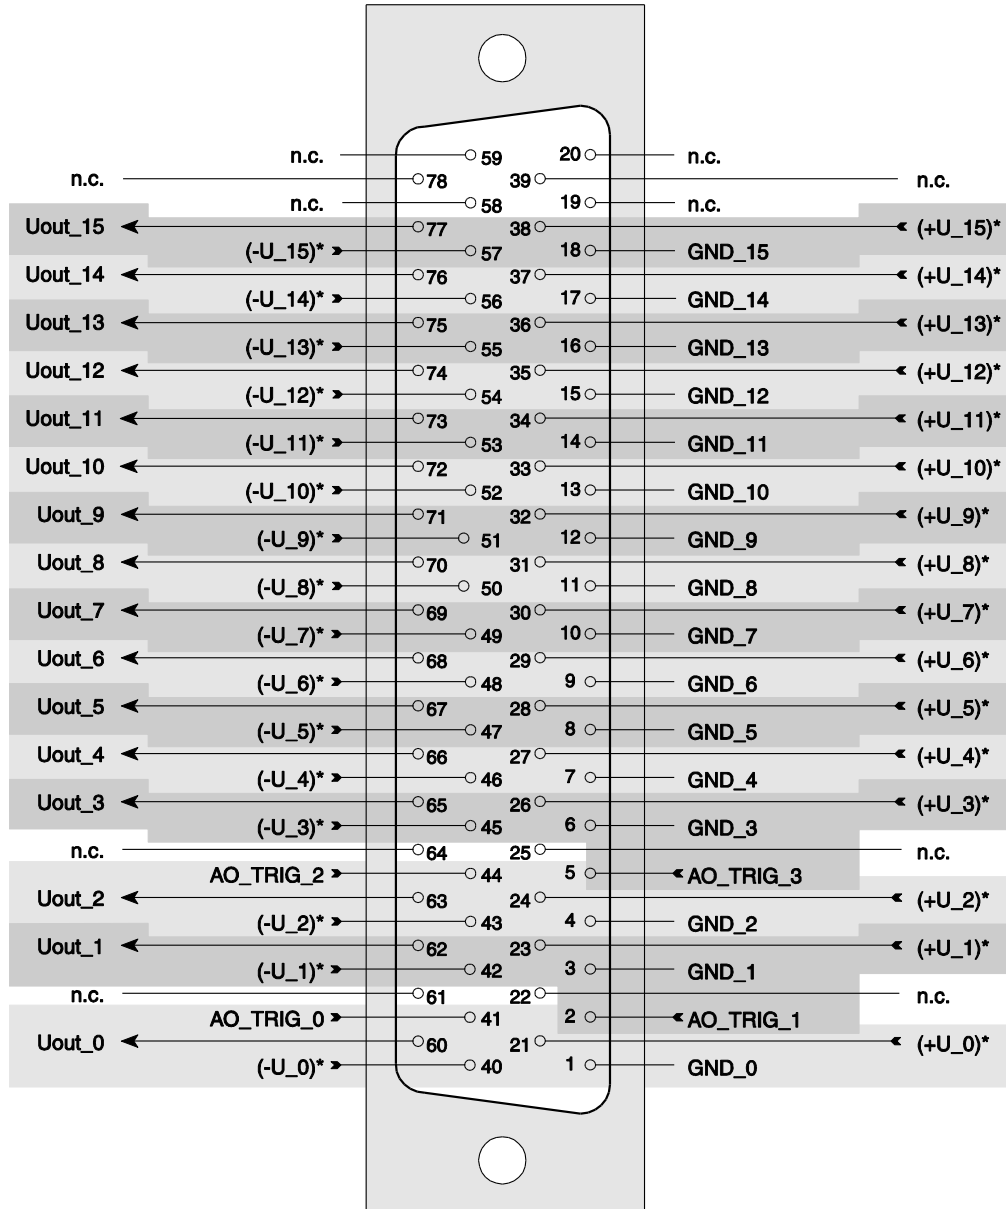 n.c. 59 20 n.c.
n.c. 78 39 n.c.
n.c. 58 19 n.c.
Uout_15 77 38 (+U_15)*
(-U_15)* 57 18 GND_15
Uout_14 76 37 (+U_14)*
(-U_14)* 56 17 GND_14
Uout_13 75 36 (+U_13)*
(-U_13)* 55 16 GND_13
Uout_12 74 35 (+U_12)*
(-U_12)* 54 15 GND_12
Uout_11 73 34 (+U_11)*
(-U_11)* 53 14 GND_11
Uout_10 72 33 (+U_10)*
(-U_10)* 52 13 GND_10
Uout_9 71 32 (+U_9)*
(-U_9)* 51 12 GND_9
Uout_8 70 31 (+U_8)*
(-U_8)* 50 11 GND_8
Uout_7 69 30 (+U_7)*
(-U_7)* 49 10 GND_7
Uout_6 68 29 (+U_6)*
(-U_6)* 48 9 GND_6
Uout_5 67 28 (+U_5)*
(-U_5)* 47 8 GND_5
Uout_4 66 27 (+U_4)*
(-U_4)* 46 7 GND_4
Uout_3 65 26 (+U_3)*
(-U_3)* 45 6 GND_3
n.c. 64 25 n.c.
AO_TRIG_2 44 5 AO_TRIG_3
Uout_2 63 24 (+U_2)*
(-U_2)* 43 4 GND_2
Uout_1 62 23 (+U_1)*
(-U_1)* 42 3 GND_1
n.c. 61 22 n.c.
AO_TRIG_0 41 2 AO_TRIG_1
Uout_0 60 21 (+U_0)*
(-U_0)* 40 1 GND_0